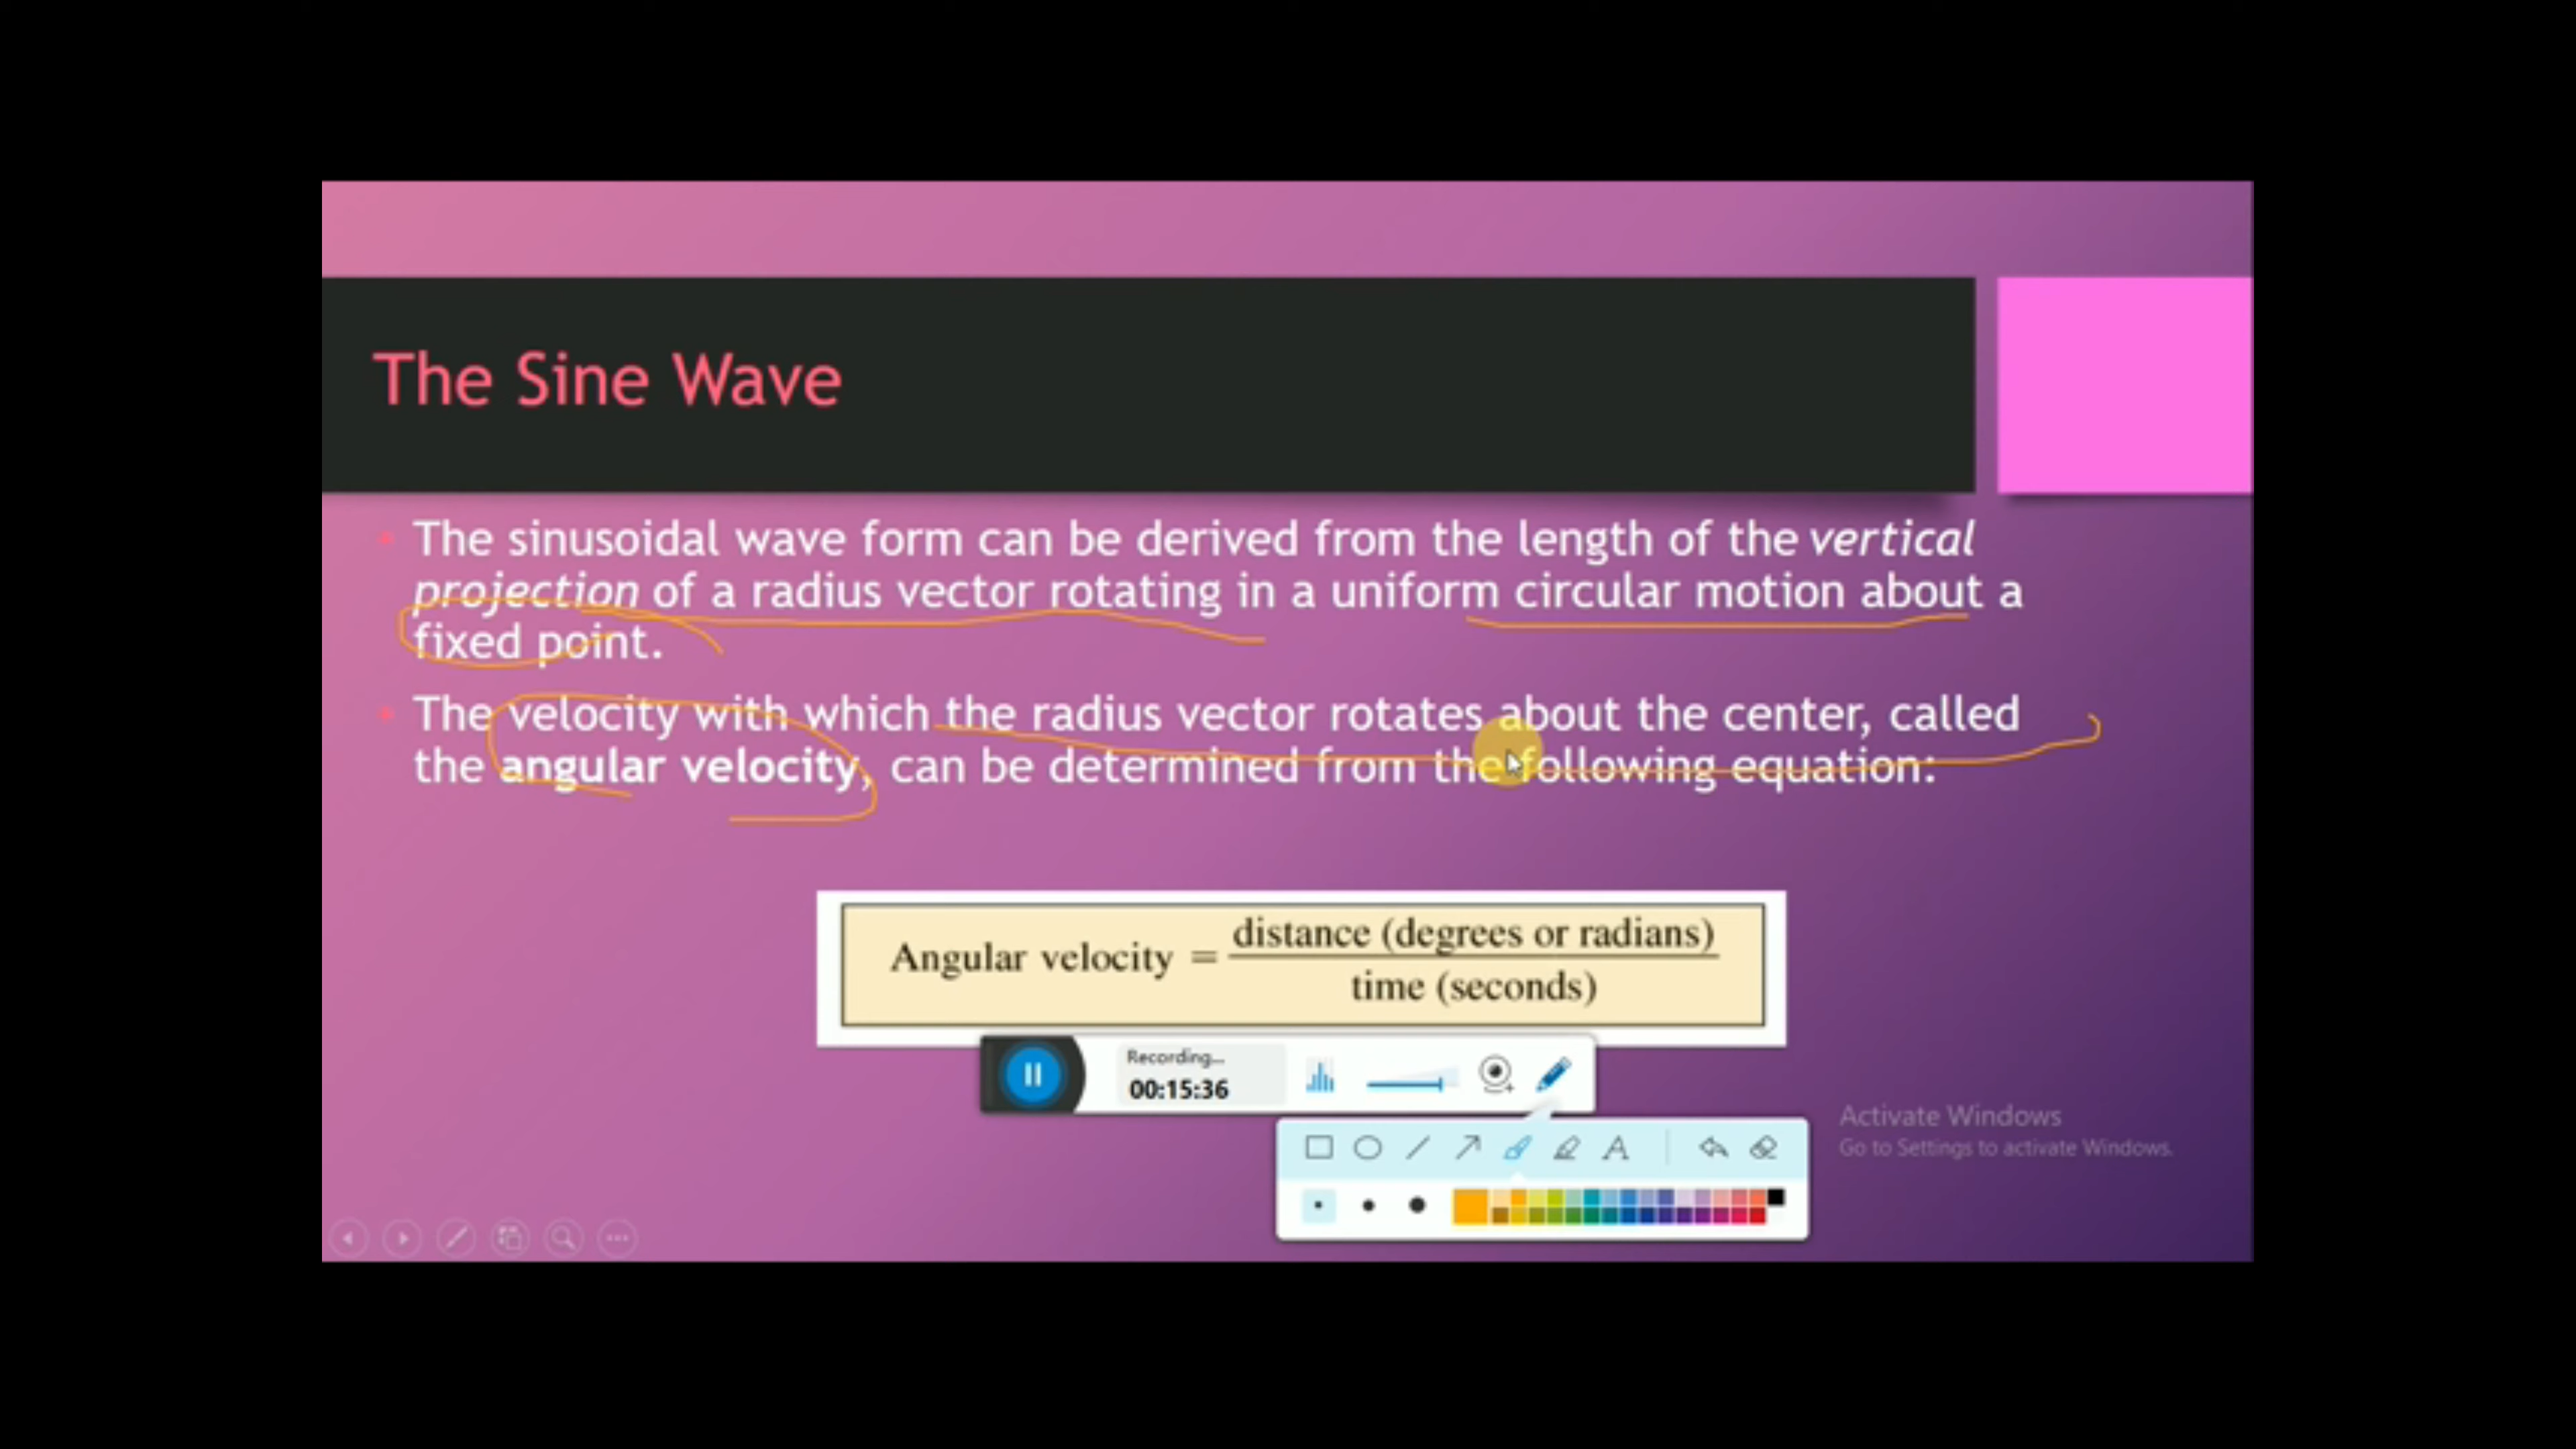 The Sine Wave
The sinusoidal wave form can be derived from the length of the vertical
projection of a radius vector rotating in a uniform circular motion about a
fixed point.
The velocity with which the radius vector rotates about the center, called
the angular velocity, can be determined from the following equation:
Angular velocity = distance (degrees or radians)
time (seconds)
Recording...
00:15:36
A
Activate Windows
Go to Settings to activate Windows.